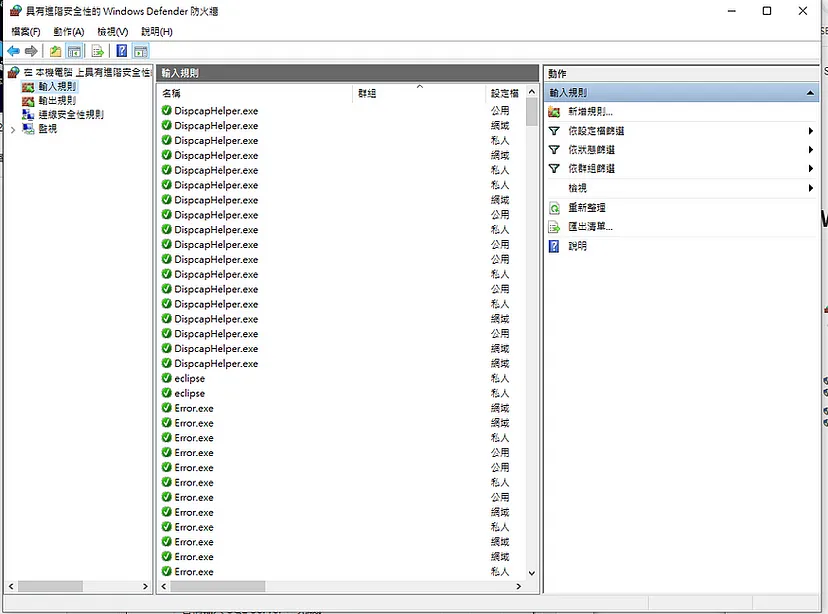 具有進階安全性的 Windows Defender 防火牆
檔案(F) 動作(A) 檢視(V) 說明(H)
在 本機電腦 上具有進階安全性
輸入規則
輸出規則
連線安全性規則
監視
輸入規則
名稱 群組 設定檔
DispcapHelper.exe 公用
DispcapHelper.exe 網域
DispcapHelper.exe 私人
DispcapHelper.exe 網域
DispcapHelper.exe 私人
DispcapHelper.exe 私人
DispcapHelper.exe 網域
DispcapHelper.exe 公用
DispcapHelper.exe 私人
DispcapHelper.exe 公用
DispcapHelper.exe 公用
DispcapHelper.exe 私人
DispcapHelper.exe 公用
DispcapHelper.exe 私人
DispcapHelper.exe 網域
DispcapHelper.exe 公用
DispcapHelper.exe 網域
DispcapHelper.exe 網域
eclipse 私人
eclipse 私人
Error.exe 網域
Error.exe 網域
Error.exe 私人
Error.exe 公用
Error.exe 公用
Error.exe 私人
Error.exe 公用
Error.exe 網域
Error.exe 私人
Error.exe 網域
Error.exe 網域
Error.exe 私人
動作
輸入規則
新增規則...
依設定檔篩選
依狀態篩選
依群組篩選
檢視
重新整理
匯出清單...
說明